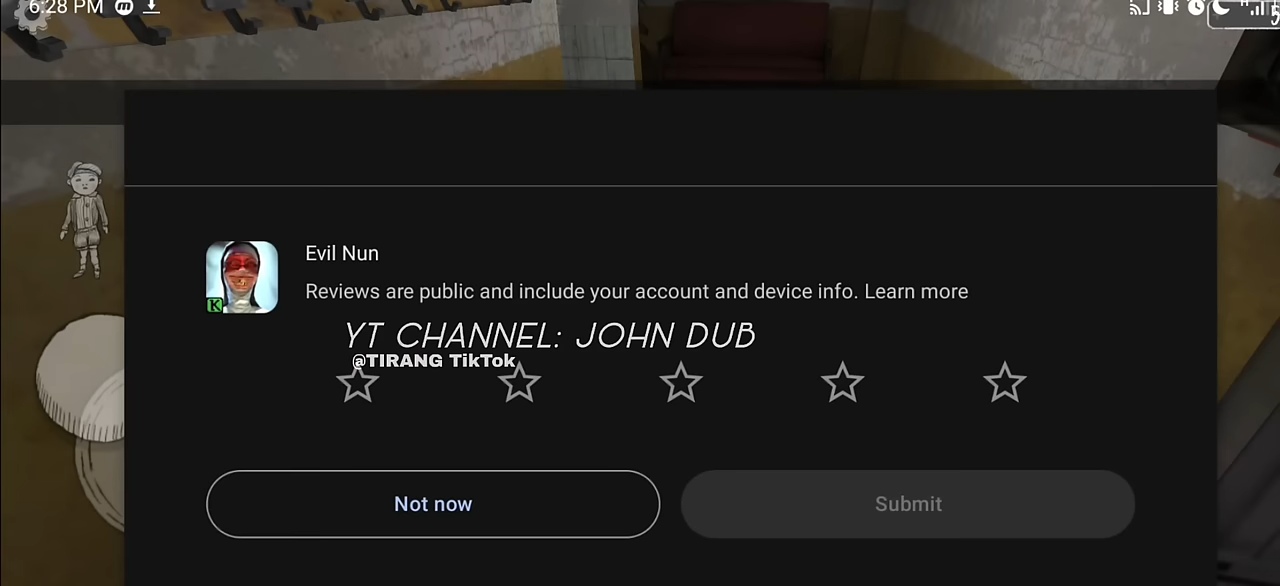 6:28 PM
Evil Nun
Reviews are public and include your account and device info. Learn more
YT CHANNEL: JOHN DUB
@TIRANG TikTok
K
Not now
Submit